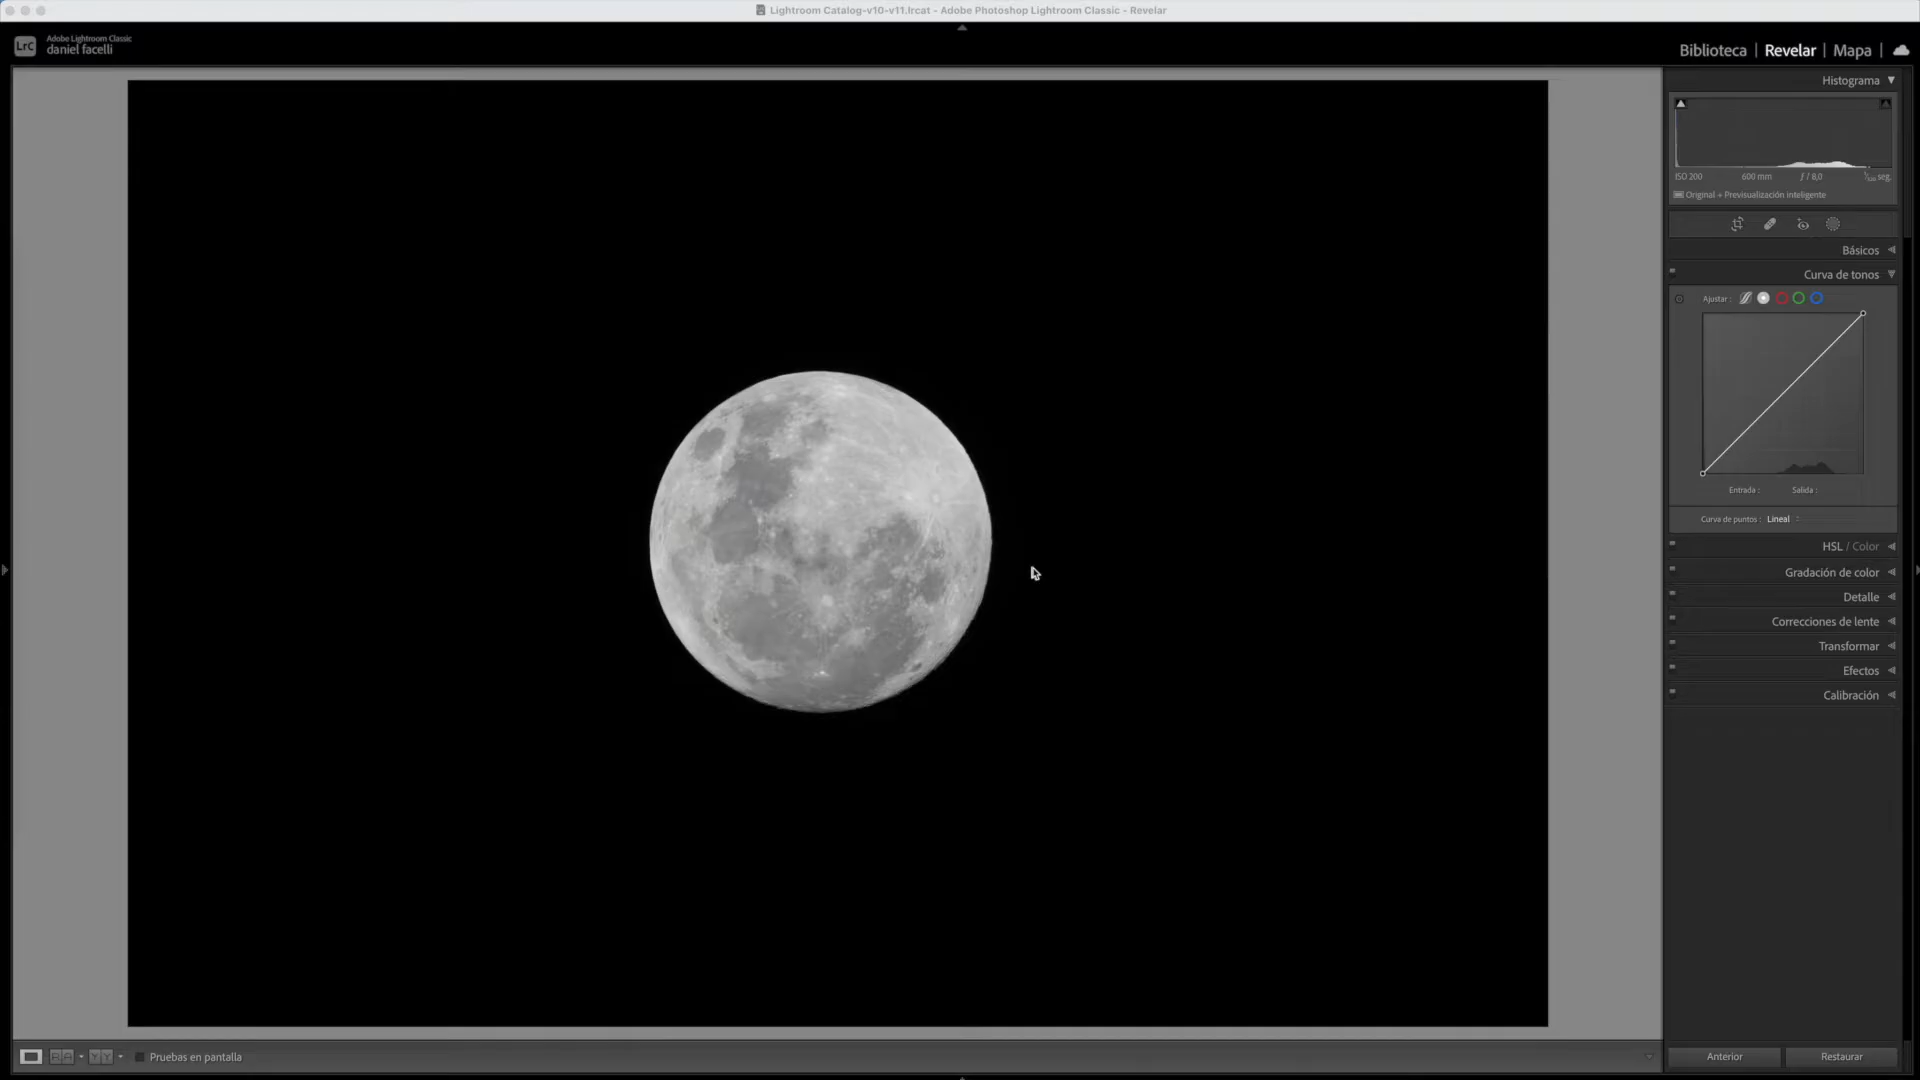 Lightroom Catalog-v10-v11.lrcat - Adobe Photoshop Lightroom Classic - Revelar
LrC
Adobe Lightroom Classic
daniel facelli
Biblioteca | Revelar | Mapa |
Histograma
ISO 200 600 mm ƒ / 8,0 seg.
Original + Previsualización inteligente
Básicos
Curva de tonos
Ajustar :
Entrada : Salida :
Curva de puntos : Lineal
HSL / Color
Gradación de color
Detalle
Correcciones de lente
Transformar
Efectos
Calibración
Pruebas en pantalla
Anterior Restaurar